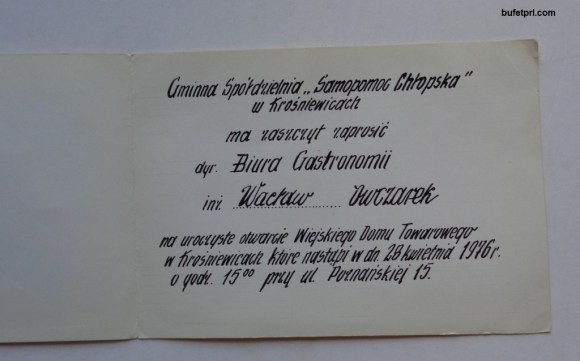 bufetprl.com
Gminna Spółdzielnia „Samopomoc Chłopska"
w Krośniewicach
ma zaszczyt zaprosić
dyr. Biura Gastronomii
inż. Wacław Owczarek
na uroczyste otwarcie Wiejskiego Domu Towarowego
w Krośniewicach które nastąpi w dn. 28 kwietnia 1976 r.
o godz. 15⁰⁰ przy ul. Poznańskiej 15.